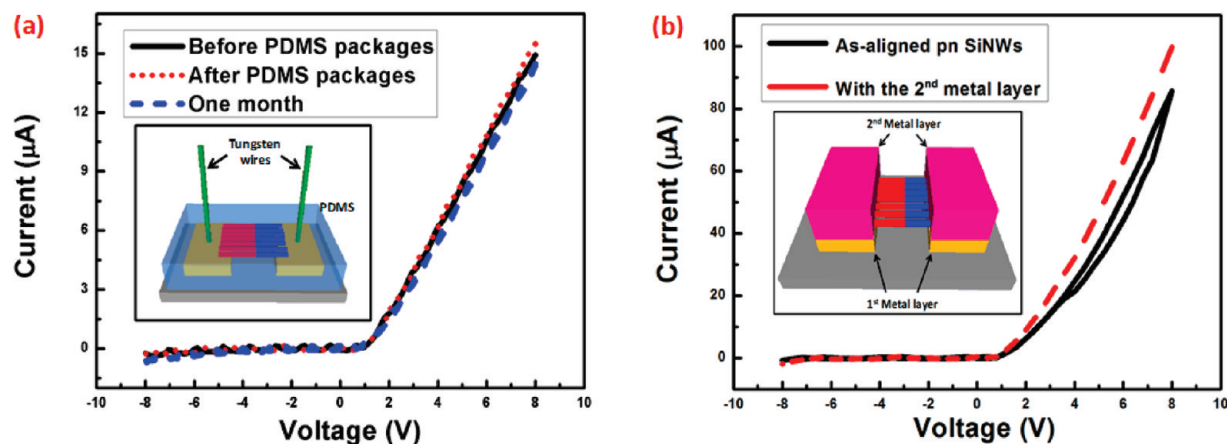 (a)
Current (μA)
15
12
9
6
3
0
Before PDMS packages
After PDMS packages
One month
Tungsten
wires
PDMS
-10 -8 -6 -4 -2 0 2 4 6 8 10
Voltage (V)
(b)
Current (μA)
100
80
60
40
20
0
As-aligned pn SiNWs
With the 2nd metal layer
2nd Metal layer
1st Metal layer
-10 -8 -6 -4 -2 0 2 4 6 8 10
Voltage (V)